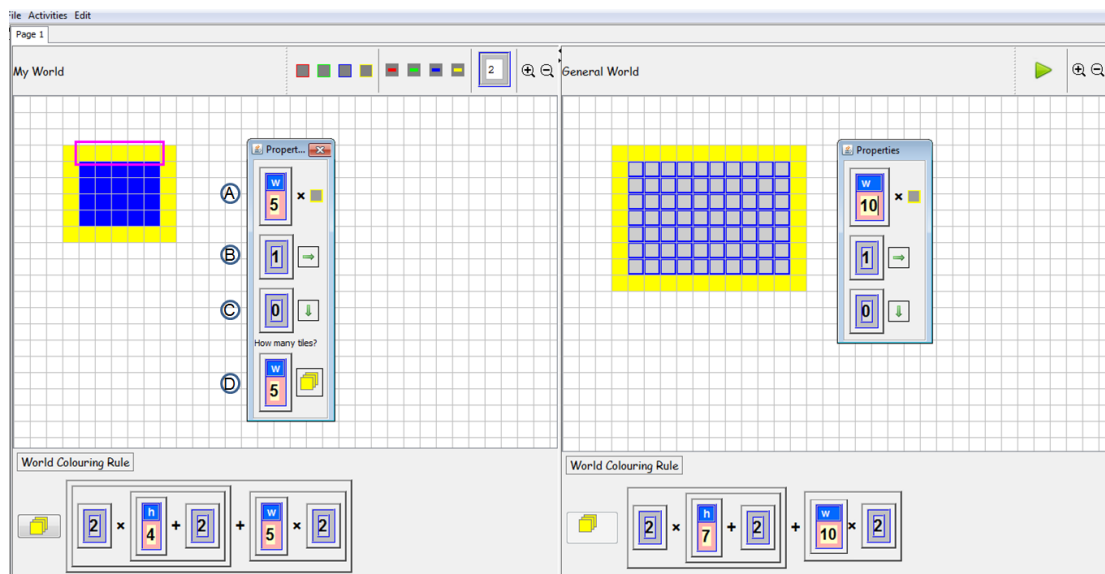 ile Activities Edit
Page 1
My World
2
General World
Propert...
Properties
A
w
5
×
w
10
×
B
1
1
C
0
0
How many tiles?
D
w
5
World Colouring Rule
World Colouring Rule
2 × h 4 + 2 + w 5 × 2
2 × h 7 + 2 + w 10 × 2